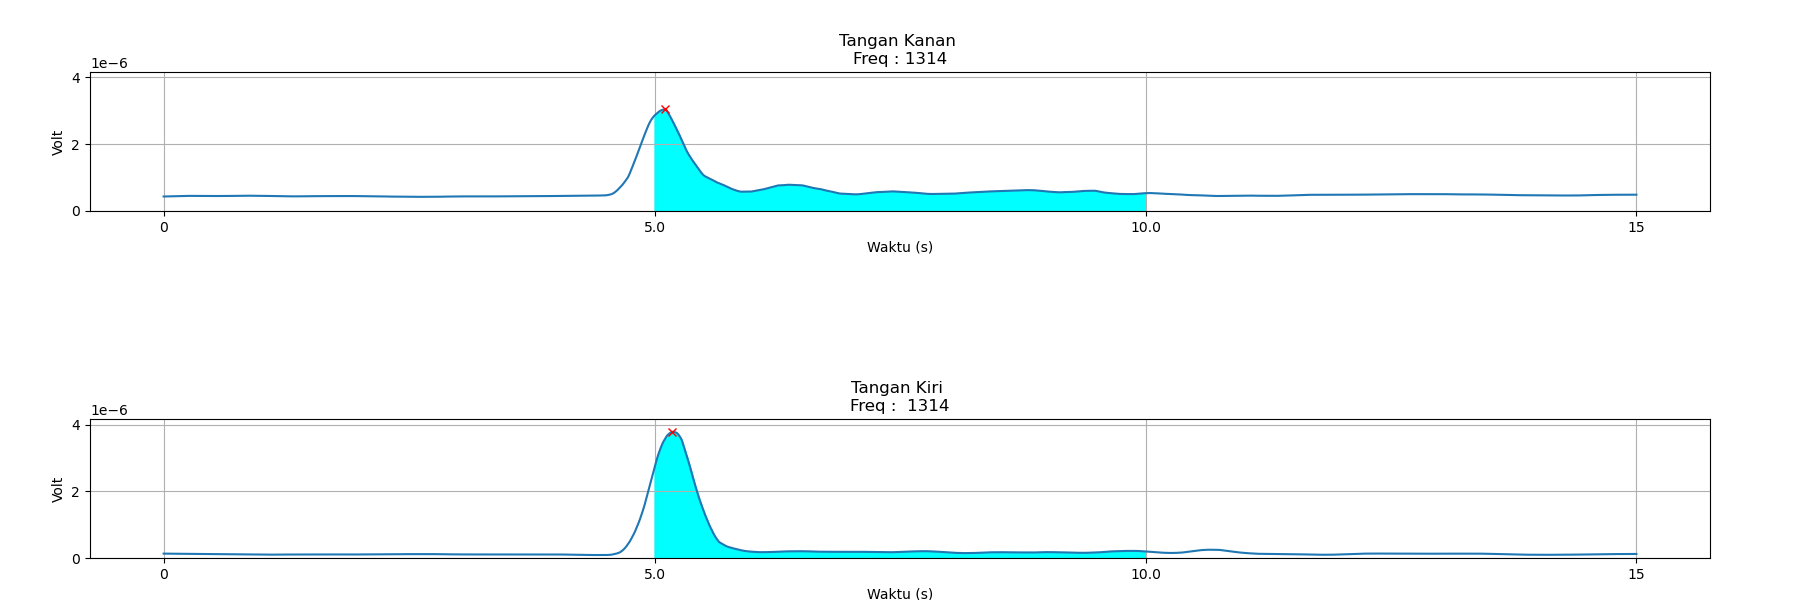 Tangan Kanan
Freq : 1314
1e−6
4
2
0
Volt
0
5.0
10.0
15
Waktu (s)
Tangan Kiri
Freq :  1314
1e−6
4
2
0
Volt
0
5.0
10.0
15
Waktu (s)